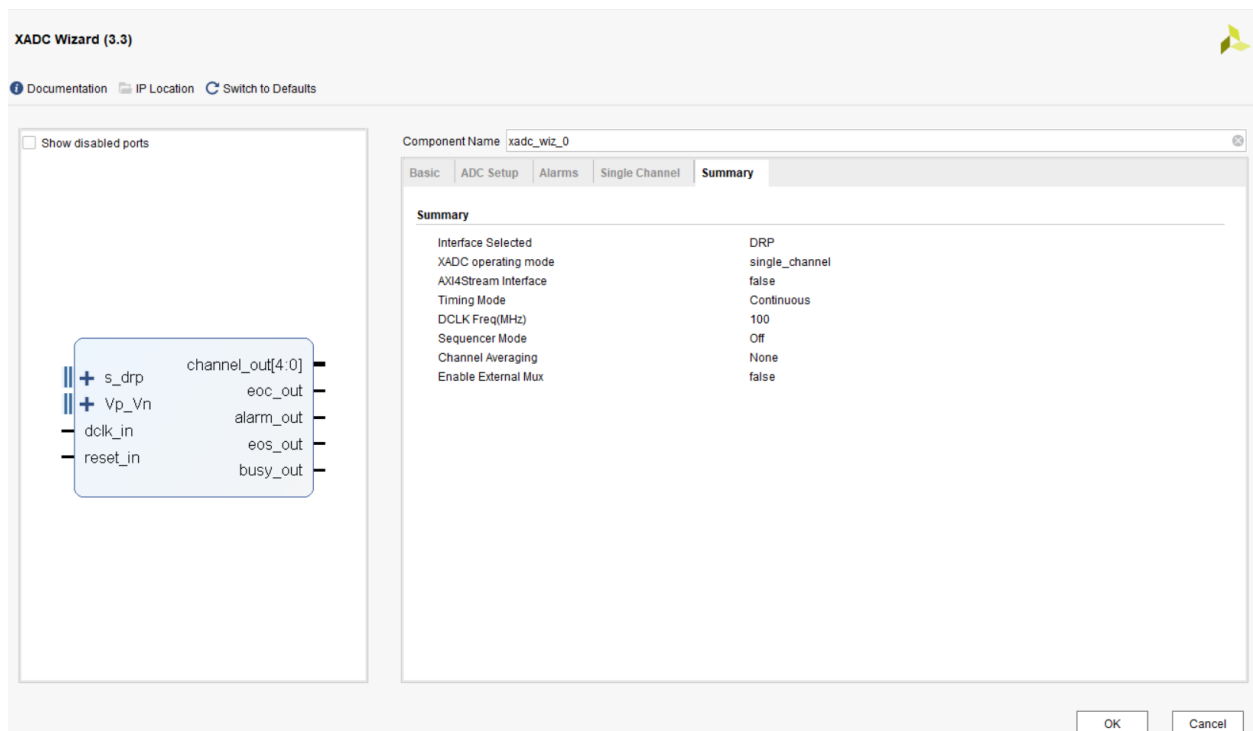 XADC Wizard (3.3)
Documentation IP Location Switch to Defaults
Show disabled ports
s_drp
Vp_Vn
dclk_in
reset_in
channel_out[4:0]
eoc_out
alarm_out
eos_out
busy_out
Component Name xadc_wiz_0
Basic ADC Setup Alarms Single Channel Summary
Summary
Interface Selected DRP
XADC operating mode single_channel
AXI4Stream Interface false
Timing Mode Continuous
DCLK Freq(MHz) 100
Sequencer Mode Off
Channel Averaging None
Enable External Mux false
OK Cancel